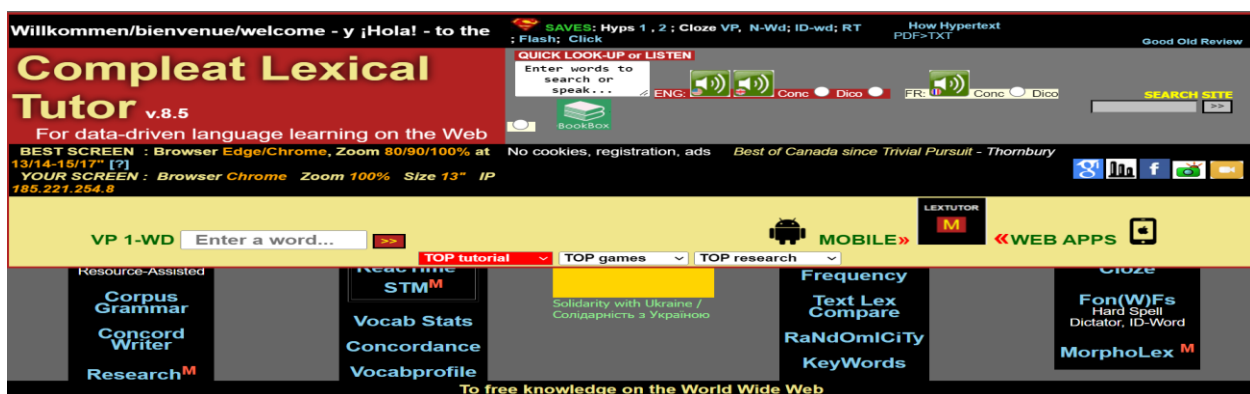 Willkommen/bienvenue/welcome - y ¡Hola! - to the
Compleat Lexical
Tutor v.8.5
For data-driven language learning on the Web
SAVES: Hyps 1 , 2 ; Cloze VP, N-Wd; ID-wd; RT
; Flash; Click
How Hypertext
PDF>TXT
Good Old Review
QUICK LOOK-UP or LISTEN
Enter words to
search or
speak...
ENG:
Conc
Dico
FR:
Conc
Dico
BookBox
SEARCH SITE
>>
BEST SCREEN : Browser Edge/Chrome, Zoom 80/90/100% at
13/14-15/17" [?]
YOUR SCREEN : Browser Chrome Zoom 100% Size 13" IP
185.221.254.8
No cookies, registration, ads Best of Canada since Trivial Pursuit - Thornbury
VP 1-WD Enter a word... >>
MOBILE»
LEXTUTOR
M
«WEB APPS
TOP tutorial
TOP games
TOP research
Resource-Assisted
Corpus
Grammar
Concord
Writer
Research M
ReacTime
STM M
Vocab Stats
Concordance
Vocabprofile
Solidarity with Ukraine /
Солідарність з Україною
Frequency
Text Lex
Compare
RaNdOmICiTy
KeyWords
Cloze
Fon(W)Fs
Hard Spell
Dictator, ID-Word
MorphoLex M
To free knowledge on the World Wide Web